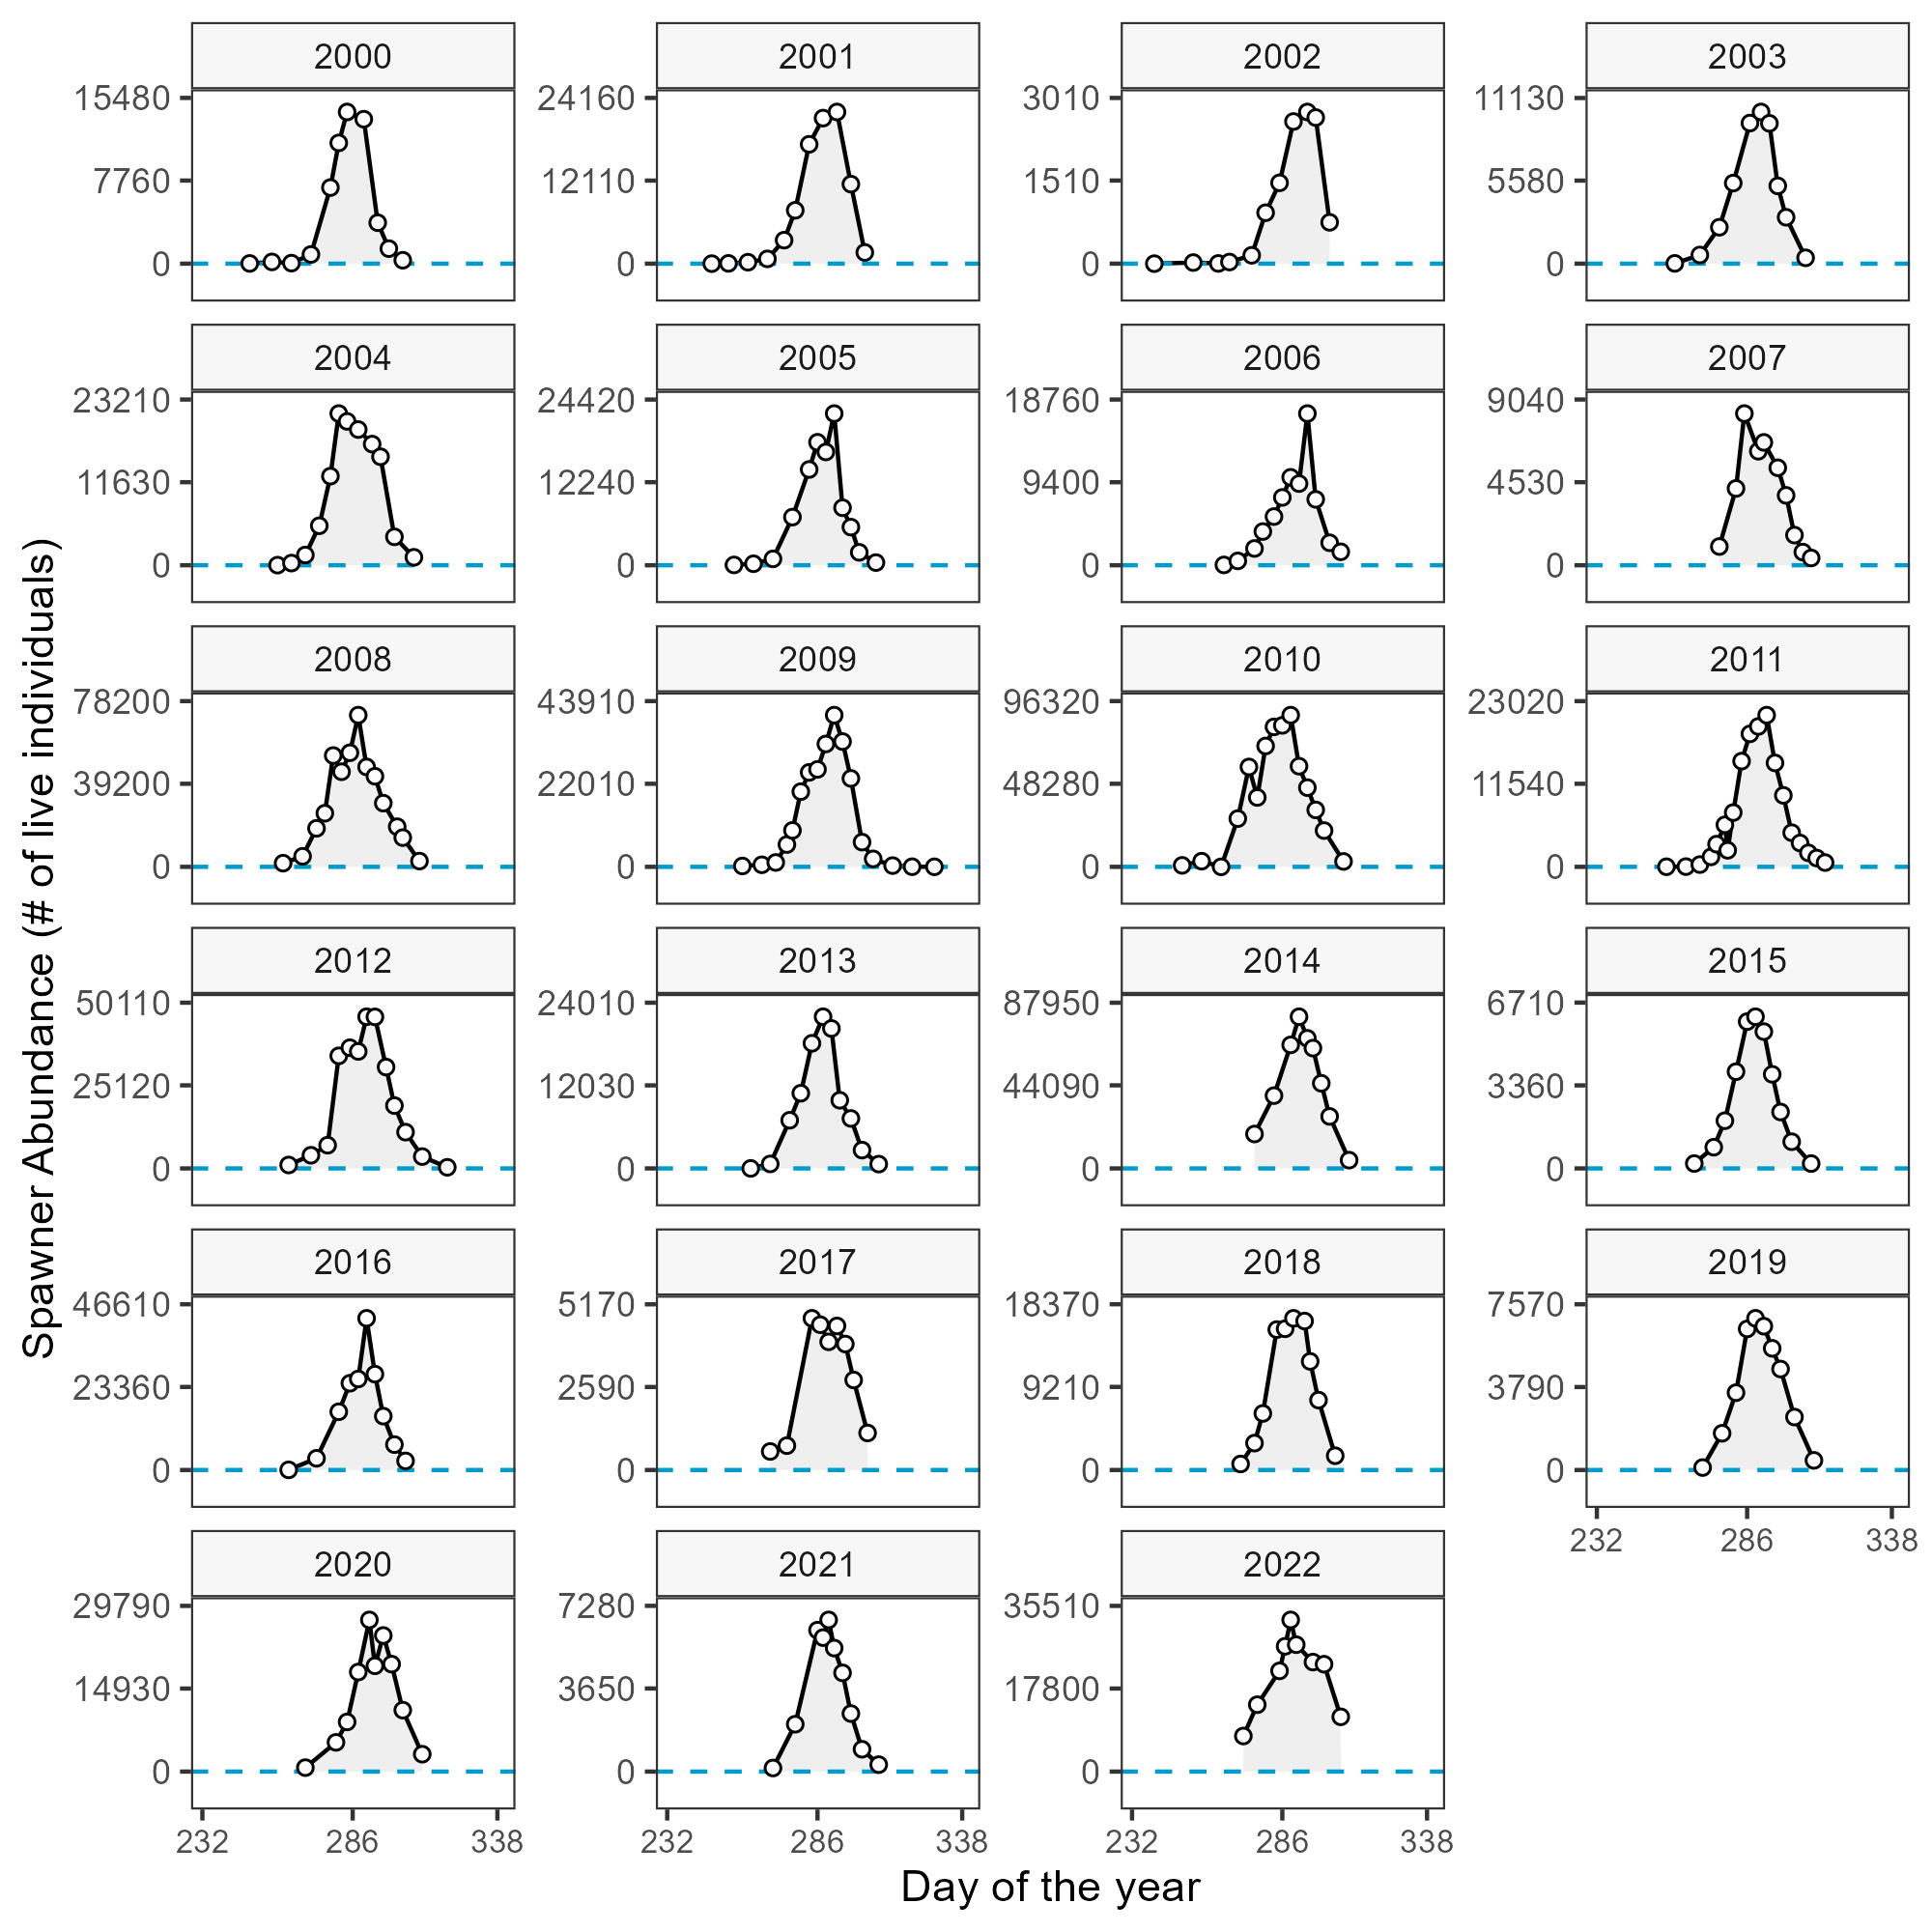 2000 2001 2002 2003
15480 24160 3010 11130
7760 12110 1510 5580
0 0 0 0
2004 2005 2006 2007
23210 24420 18760 9040
11630 12240 9400 4530
0 0 0 0
2008 2009 2010 2011
78200 43910 96320 23020
39200 22010 48280 11540
0 0 0 0
Spawner Abundance (# of live individuals)
2012 2013 2014 2015
50110 24010 87950 6710
25120 12030 44090 3360
0 0 0 0
2016 2017 2018 2019
46610 5170 18370 7570
23360 2590 9210 3790
0 0 0 0
232 286 338
2020 2021 2022
29790 7280 35510
14930 3650 17800
0 0 0
232 286 338 232 286 338 232 286 338
Day of the year